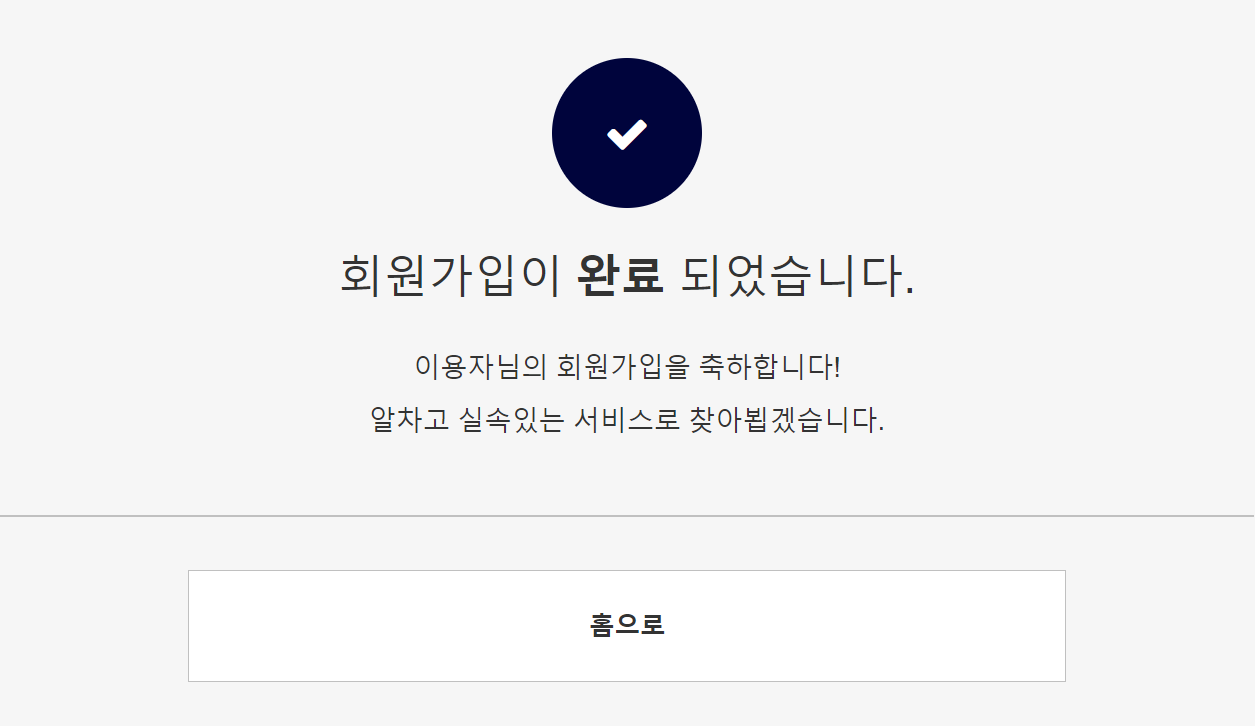 회원가입이 완료 되었습니다.
이용자님의 회원가입을 축하합니다!
알차고 실속있는 서비스로 찾아뵙겠습니다.
홈으로